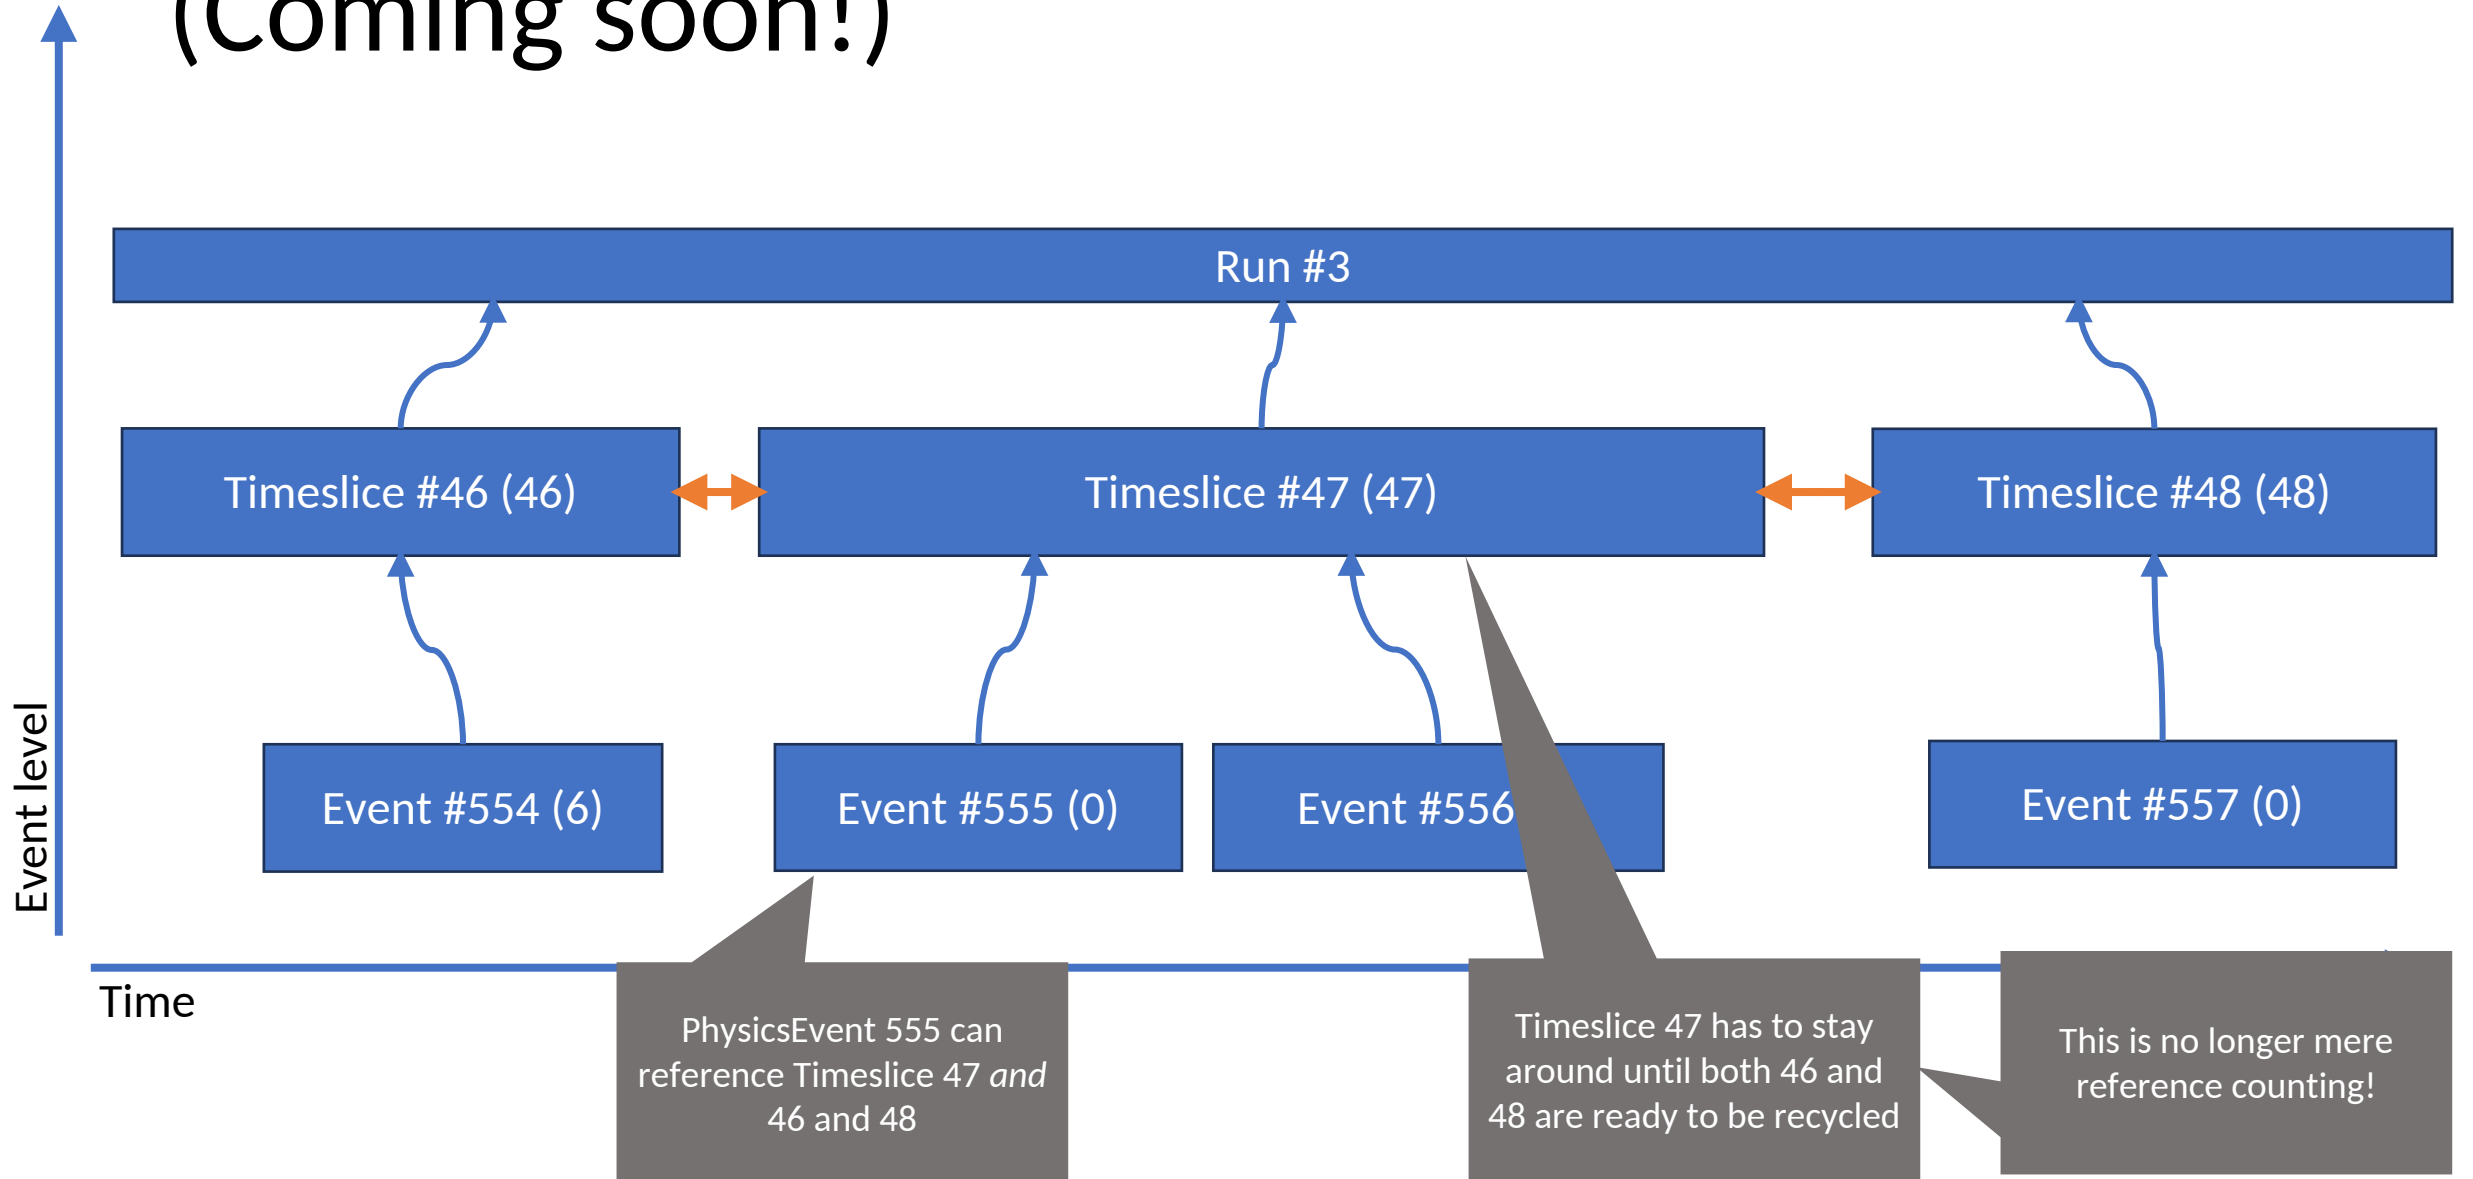 (Coming soon!)
Run #3
Timeslice #46 (46)
Timeslice #47 (47)
Timeslice #48 (48)
Event #554 (6)
Event #555 (0)
Event #556
Event #557 (0)
Event level
Time
PhysicsEvent 555 can
reference Timeslice 47 and
46 and 48
Timeslice 47 has to stay
around until both 46 and
48 are ready to be recycled
This is no longer mere
reference counting!